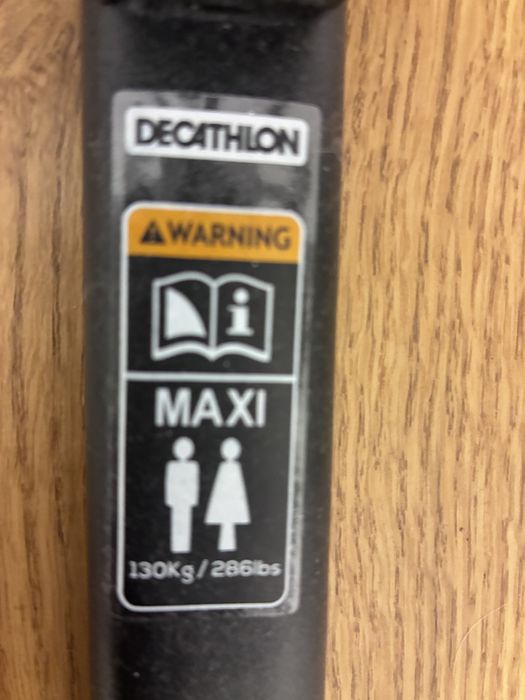 DECATHLON
WARNING
i
MAXI
130Kg / 286lbs